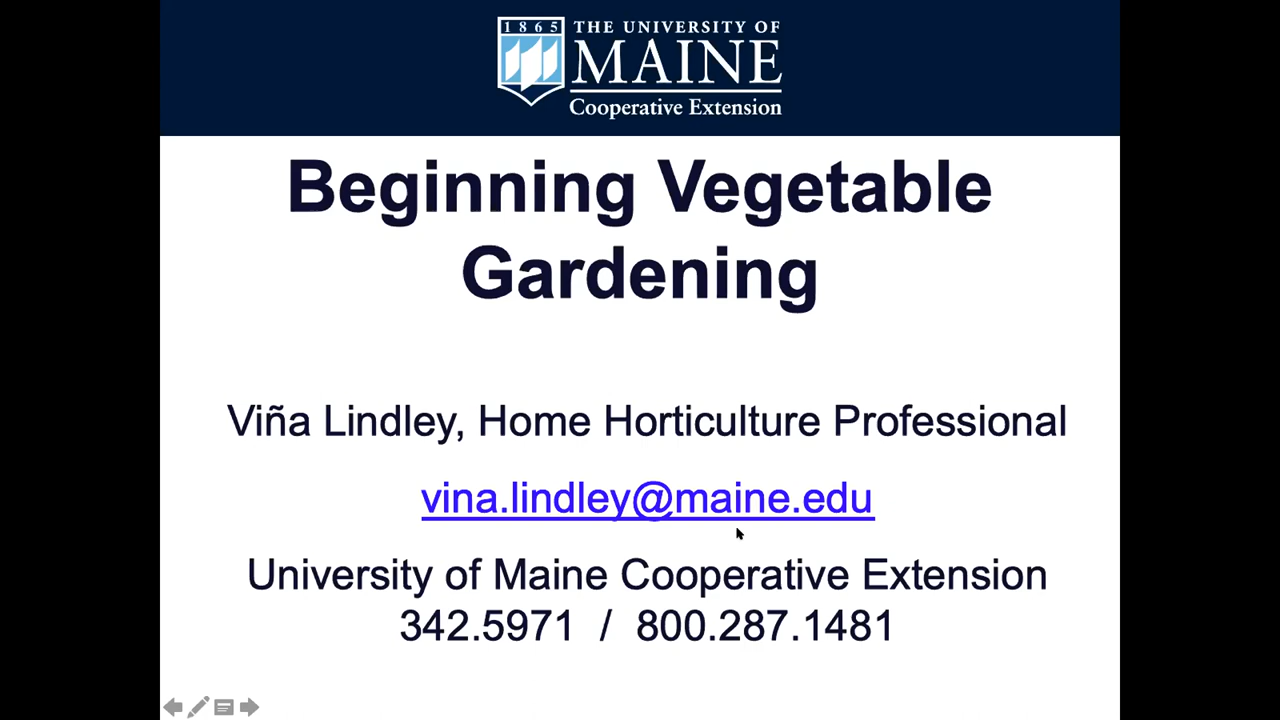 1865
THE UNIVERSITY OF
MAINE
Cooperative Extension
Beginning Vegetable
Gardening
Viña Lindley, Home Horticulture Professional
vina.lindley@maine.edu
University of Maine Cooperative Extension
342.5971 / 800.287.1481